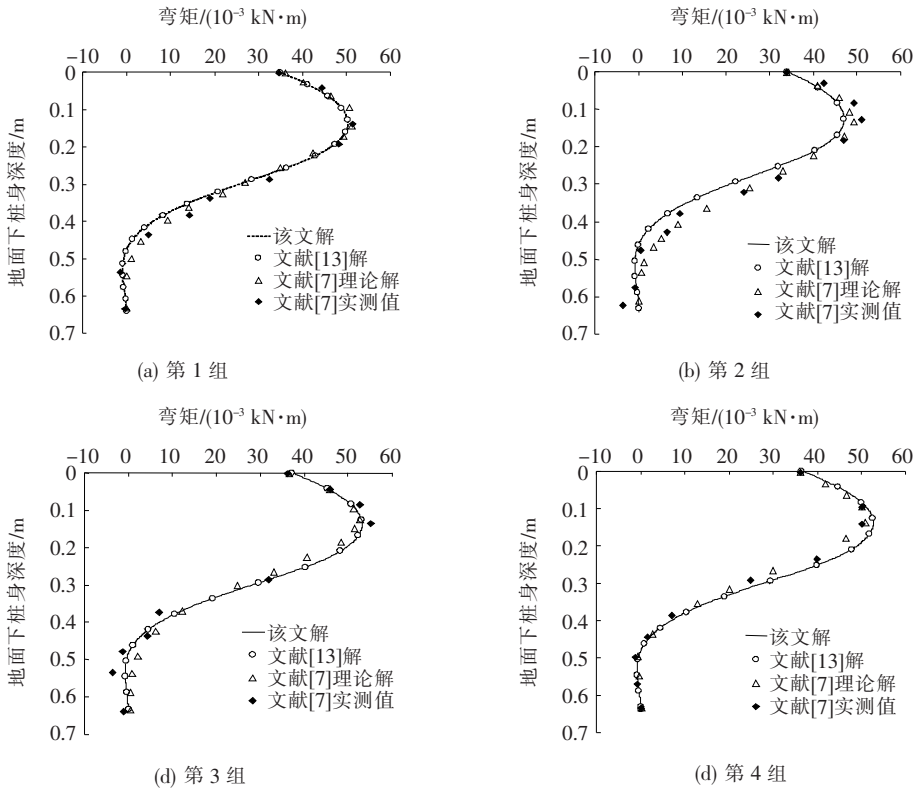 弯矩/(10⁻³ kN·m)
-10 0 10 20 30 40 50 60
0
0.1
0.2
0.3
0.4
0.5
0.6
0.7
地面下桩身深度/m
该文解
文献[13]解
文献[7]理论解
文献[7]实测值
(a) 第 1 组
弯矩/(10⁻³ kN·m)
-10 0 10 20 30 40 50 60
0
0.1
0.2
0.3
0.4
0.5
0.6
0.7
地面下桩身深度/m
该文解
文献[13]解
文献[7]理论解
文献[7]实测值
(b) 第 2 组
弯矩/(10⁻³ kN·m)
-10 0 10 20 30 40 50 60
0
0.1
0.2
0.3
0.4
0.5
0.6
0.7
地面下桩身深度/m
该文解
文献[13]解
文献[7]理论解
文献[7]实测值
(d) 第 3 组
弯矩/(10⁻³ kN·m)
-10 0 10 20 30 40 50 60
0
0.1
0.2
0.3
0.4
0.5
0.6
0.7
地面下桩身深度/m
该文解
文献[13]解
文献[7]理论解
文献[7]实测值
(d) 第 4 组